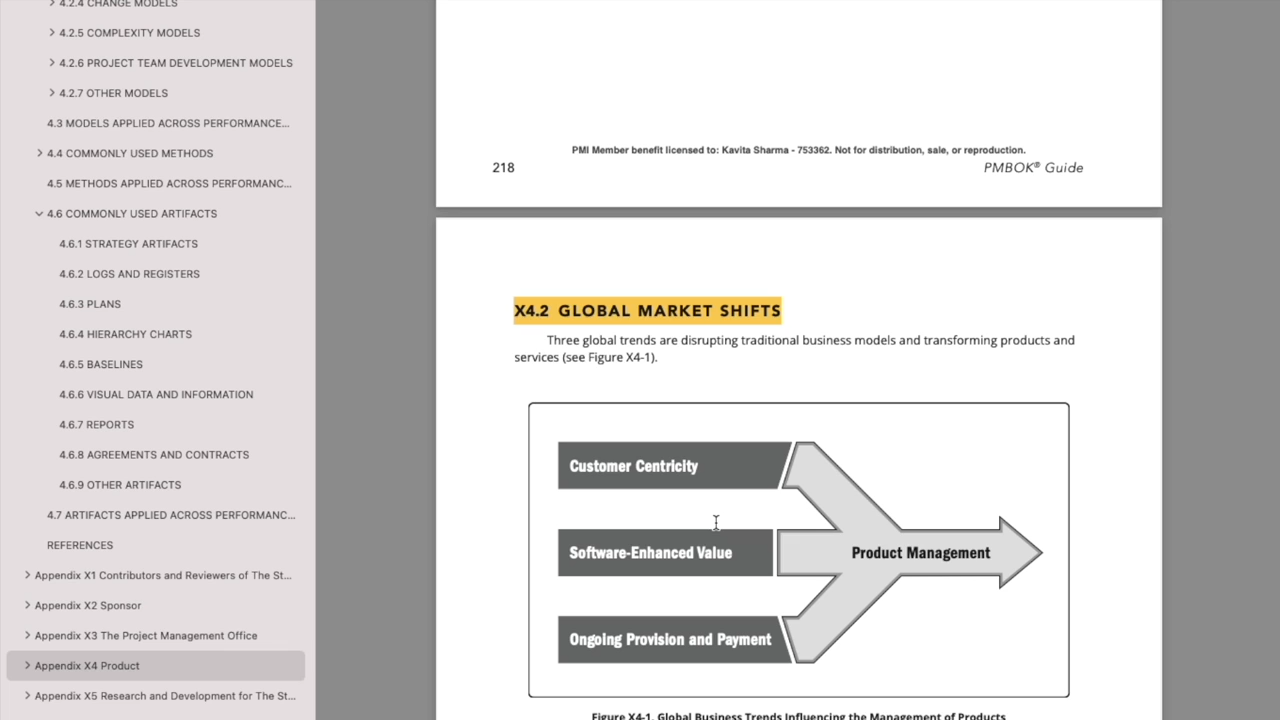 4.2.4 CHANGE MODELS
4.2.5 COMPLEXITY MODELS
4.2.6 PROJECT TEAM DEVELOPMENT MODELS
4.2.7 OTHER MODELS
4.3 MODELS APPLIED ACROSS PERFORMANCE...
4.4 COMMONLY USED METHODS
4.5 METHODS APPLIED ACROSS PERFORMANC...
4.6 COMMONLY USED ARTIFACTS
4.6.1 STRATEGY ARTIFACTS
4.6.2 LOGS AND REGISTERS
4.6.3 PLANS
4.6.4 HIERARCHY CHARTS
4.6.5 BASELINES
4.6.6 VISUAL DATA AND INFORMATION
4.6.7 REPORTS
4.6.8 AGREEMENTS AND CONTRACTS
4.6.9 OTHER ARTIFACTS
4.7 ARTIFACTS APPLIED ACROSS PERFORMANC...
REFERENCES
Appendix X1 Contributors and Reviewers of The St...
Appendix X2 Sponsor
Appendix X3 The Project Management Office
Appendix X4 Product
Appendix X5 Research and Development for The St...
PMI Member benefit licensed to: Kavita Sharma - 753362. Not for distribution, sale, or reproduction.
218 PMBOK® Guide
X4.2 GLOBAL MARKET SHIFTS
Three global trends are disrupting traditional business models and transforming products and
services (see Figure X4-1).
Customer Centricity
Software-Enhanced Value
Product Management
Ongoing Provision and Payment
Figure X4-1. Global Business Trends Influencing the Management of Products